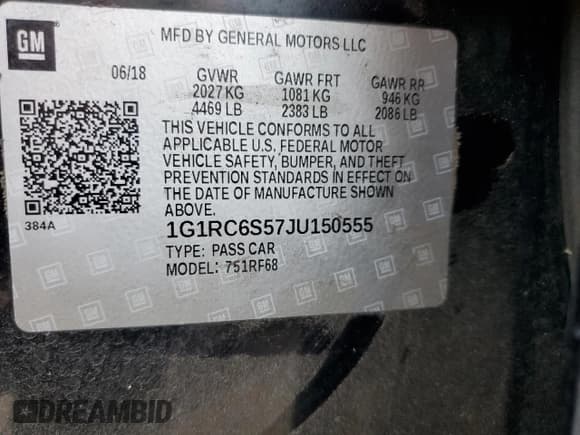 GM
MFD BY GENERAL MOTORS LLC
06/18 GVWR GAWR FRT GAWR RR
2027 KG 1081 KG 946 KG
4469 LB 2383 LB 2086 LB
THIS VEHICLE CONFORMS TO ALL
APPLICABLE U.S. FEDERAL MOTOR
VEHICLE SAFETY, BUMPER, AND THEFT
PREVENTION STANDARDS IN EFFECT ON
THE DATE OF MANUFACTURE SHOWN
ABOVE.
384A
1G1RC6S57JU150555
TYPE: PASS CAR
MODEL: 751RF68
DREAMBID